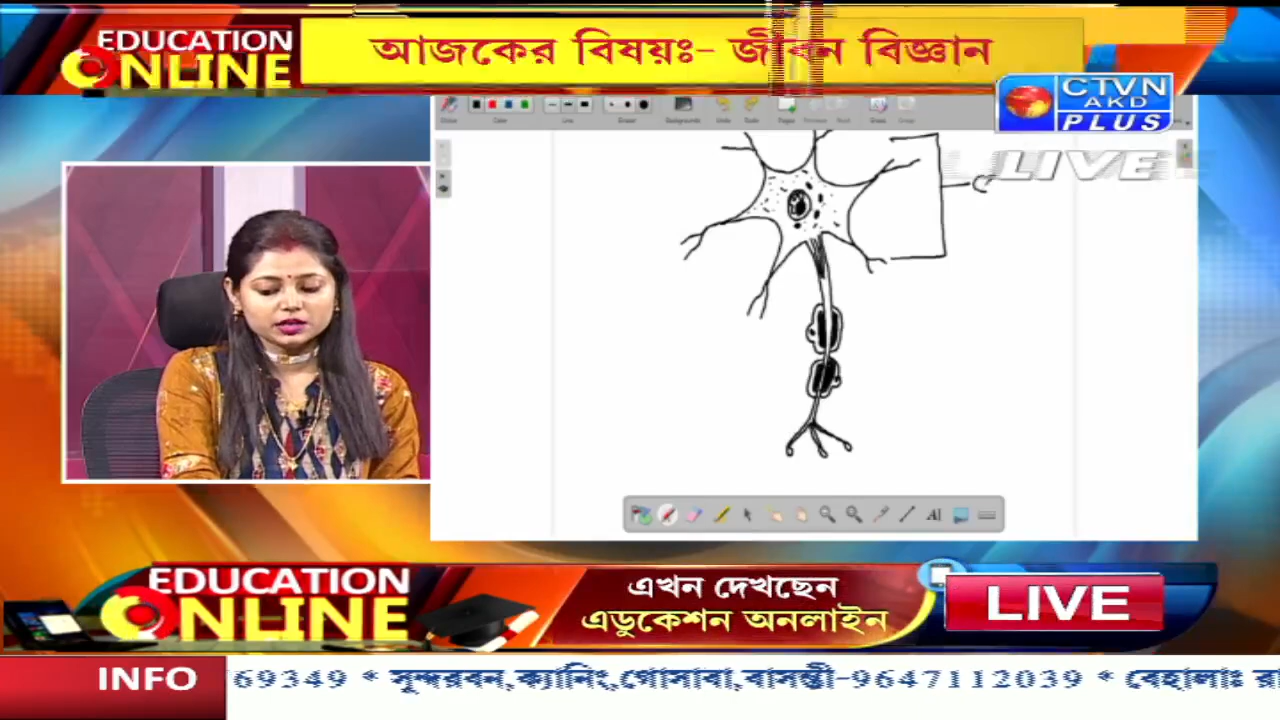 EDUCATION
ONLINE
আজকের বিষয়ঃ- জীবন বিজ্ঞান
CTVN
AKD
PLUS
LIVE
EDUCATION
ONLINE
এখন দেখছেন
এডুকেশন অনলাইন
LIVE
INFO
69349 * সুন্দরবন,ক্যানিং,গোসাবা,বাসন্তী-9647112039 * বেহালাঃ রা